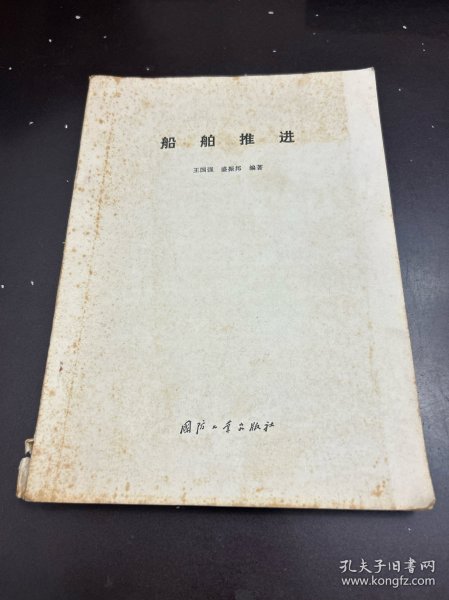 船舶推进
王国强 盛振邦 编著
国防工业出版社
孔夫子旧书网
www.kongfz.com